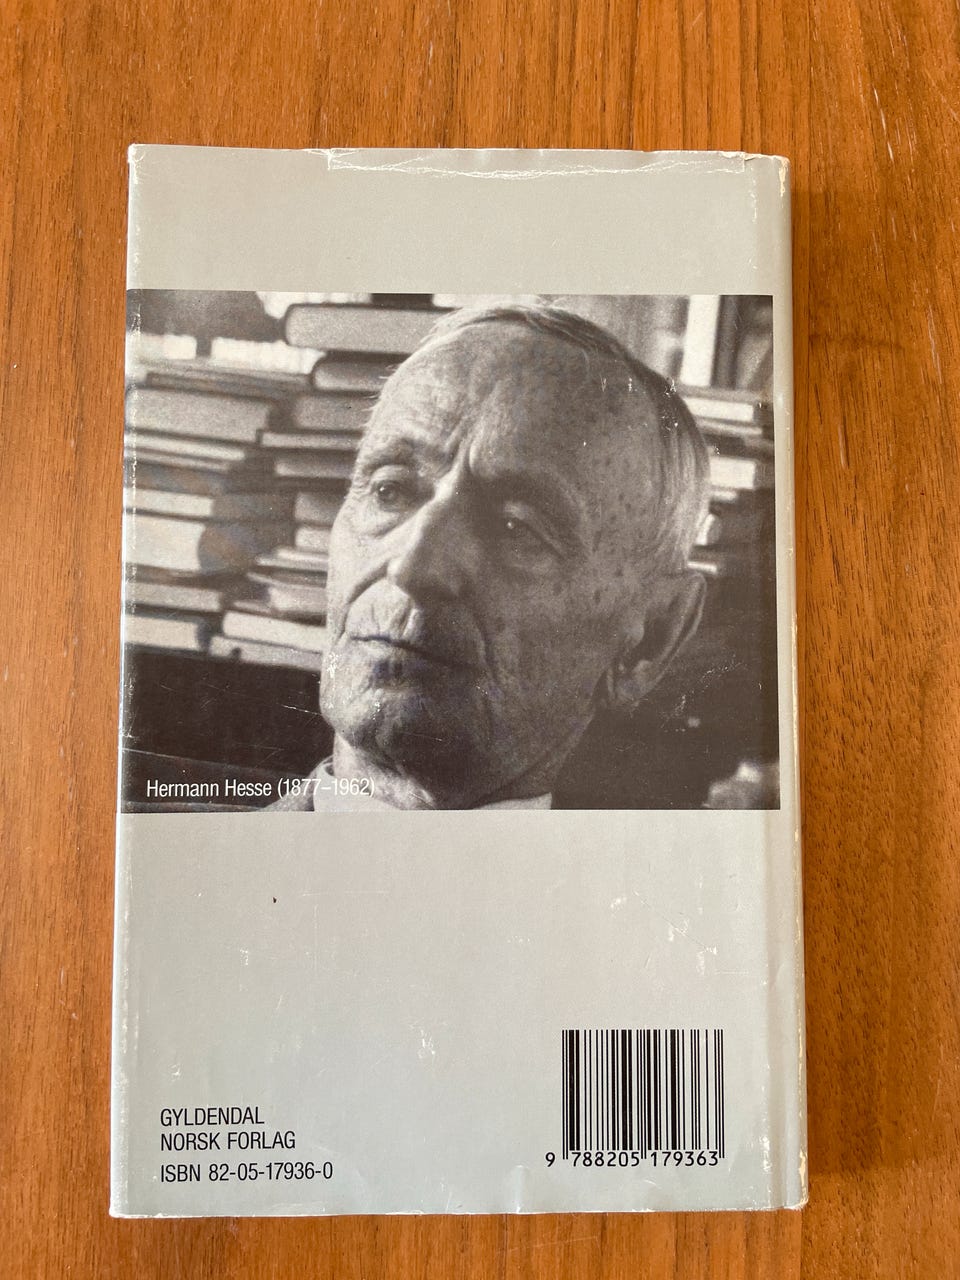 Hermann Hesse (1877–1962)
GYLDENDAL
NORSK FORLAG
ISBN 82-05-17936-0
9 788205 179363